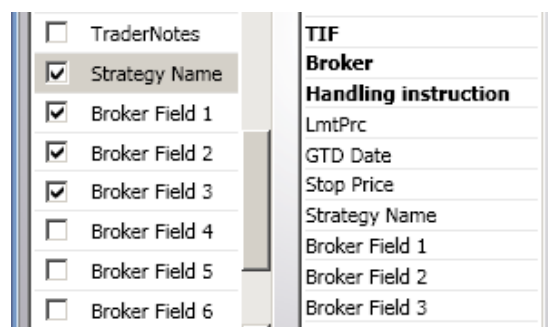 TraderNotes
Strategy Name
Broker Field 1
Broker Field 2
Broker Field 3
Broker Field 4
Broker Field 5
Broker Field 6
TIF
Broker
Handling instruction
LmtPrc
GTD Date
Stop Price
Strategy Name
Broker Field 1
Broker Field 2
Broker Field 3